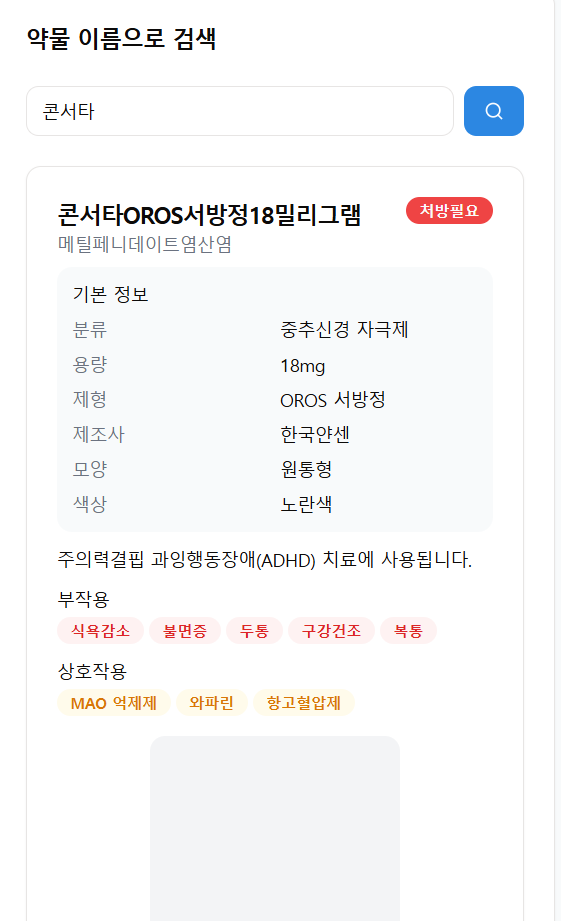 약물 이름으로 검색
콘서타
콘서타OROS서방정18밀리그램 처방필요
메틸페니데이트염산염
기본 정보
분류 중추신경 자극제
용량 18mg
제형 OROS 서방정
제조사 한국얀센
모양 원통형
색상 노란색
주의력결핍 과잉행동장애(ADHD) 치료에 사용됩니다.
부작용
식욕감소 불면증 두통 구강건조 복통
상호작용
MAO 억제제 와파린 항고혈압제